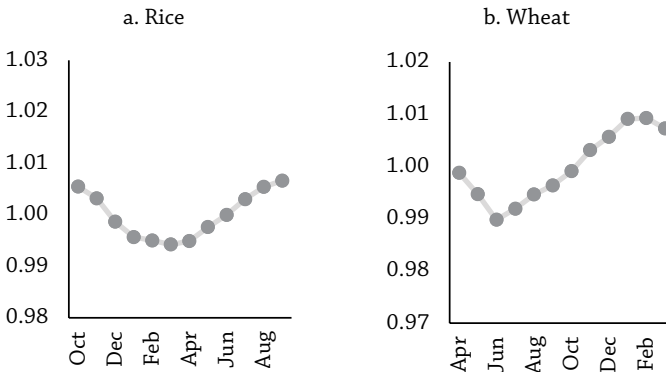 a. Rice
1.03
1.02
1.01
1.00
0.99
0.98
Oct
Dec
Feb
Apr
Jun
Aug
b. Wheat
1.02
1.01
1.00
0.99
0.98
0.97
Apr
Jun
Aug
Oct
Dec
Feb